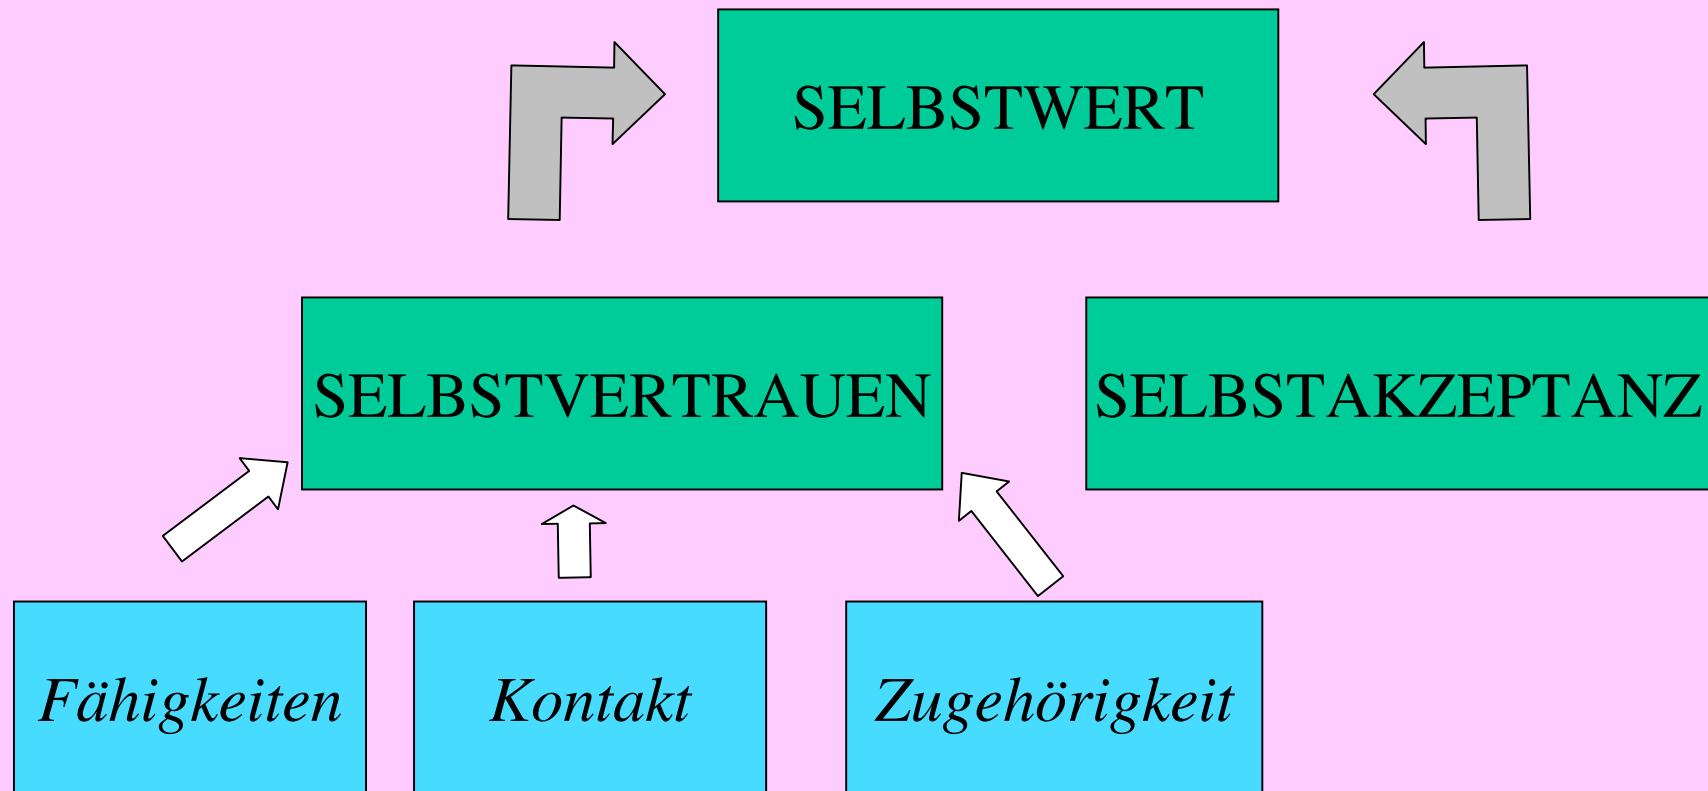 SELBSTWERT
SELBSTVERTRAUEN
SELBSTAKZEPTANZ
Fähigkeiten
Kontakt
Zugehörigkeit